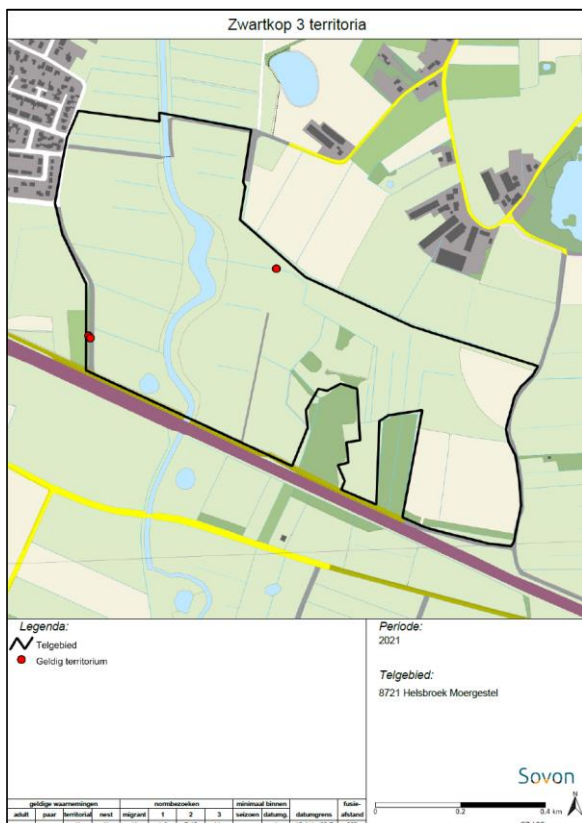 Zwartkop 3 territoria
Legenda:
Telgebied
Geldig territorium
Periode:
2021
Telgebied:
8721 Helsbroek Moergestel
Sovon
N
0 0.2 0.4 km
geldige waarnemingen normbezoeken minimaal binnen fusie-
adult paar territorial nest migrant 1 2 3 seizoen datumg. datumgrens afstand